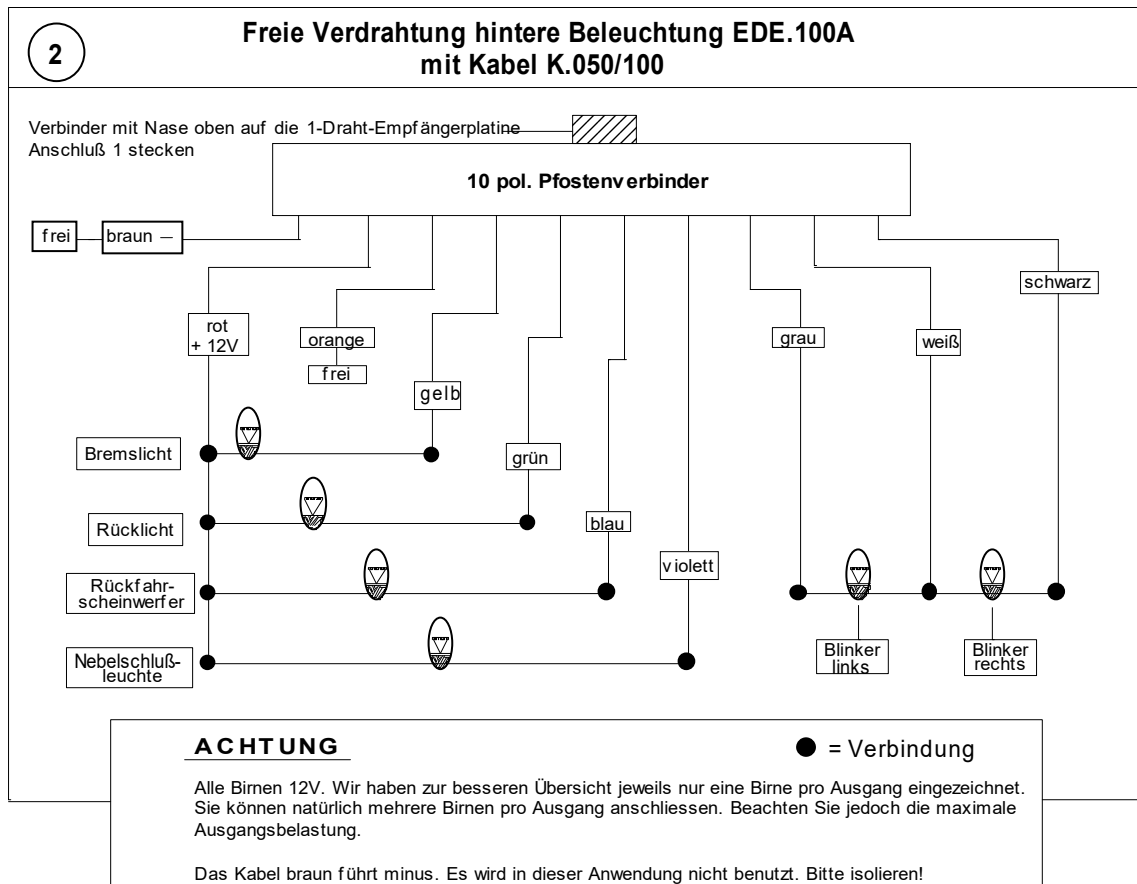 2
Freie Verdrahtung hintere Beleuchtung EDE.100A
mit Kabel K.050/100
Verbinder mit Nase oben auf die 1-Draht-Empfängerplatine
Anschluß 1 stecken
10 pol. Pfostenverbinder
frei
braun –
schwarz
rot
+ 12V
orange
frei
grau
weiß
gelb
Bremslicht
grün
Rücklicht
blau
violett
Rückfahr-
scheinwerfer
Nebelschluß-
leuchte
Blinker
links
Blinker
rechts
ACHTUNG
= Verbindung
Alle Birnen 12V. Wir haben zur besseren Übersicht jeweils nur eine Birne pro Ausgang eingezeichnet.
Sie können natürlich mehrere Birnen pro Ausgang anschliessen. Beachten Sie jedoch die maximale
Ausgangsbelastung.
Das Kabel braun führt minus. Es wird in dieser Anwendung nicht benutzt. Bitte isolieren!